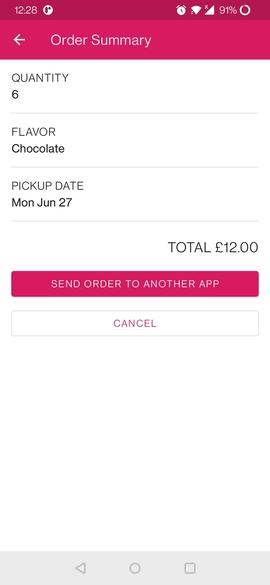 12:28 91%
Order Summary
QUANTITY
6
FLAVOR
Chocolate
PICKUP DATE
Mon Jun 27
TOTAL £12.00
SEND ORDER TO ANOTHER APP
CANCEL